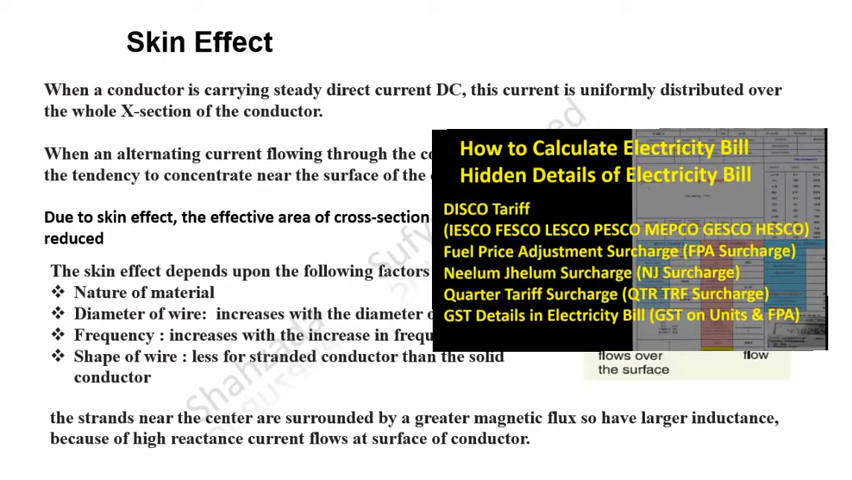 Skin Effect
When a conductor is carrying steady direct current DC, this current is uniformly distributed over
the whole X-section of the conductor.
When an alternating current flowing through the
the tendency to concentrate near the surface of the
Due to skin effect, the effective area of cross-section
reduced
The skin effect depends upon the following factors
❖ Nature of material
❖ Diameter of wire: increases with the diameter
❖ Frequency : increases with the increase in
❖ Shape of wire : less for stranded conductor than the solid
conductor
the strands near the center are surrounded by a greater magnetic flux so have larger inductance,
because of high reactance current flows at surface of conductor.
How to Calculate Electricity Bill
Hidden Details of Electricity Bill
DISCO Tariff
(IESCO FESCO LESCO PESCO MEPCO GESCO HESCO)
Fuel Price Adjustment Surcharge (FPA Surcharge)
Neelum Jhelum Surcharge (NJ Surcharge)
Quarter Tariff Surcharge (QTR TRF Surcharge)
GST Details in Electricity Bill (GST on Units & FPA)
flows over
the surface
flow
Shahzada